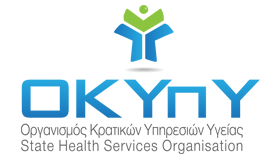 ΟΚΥπΥ
Οργανισμός Κρατικών Υπηρεσιών Υγείας
State Health Services Organisation